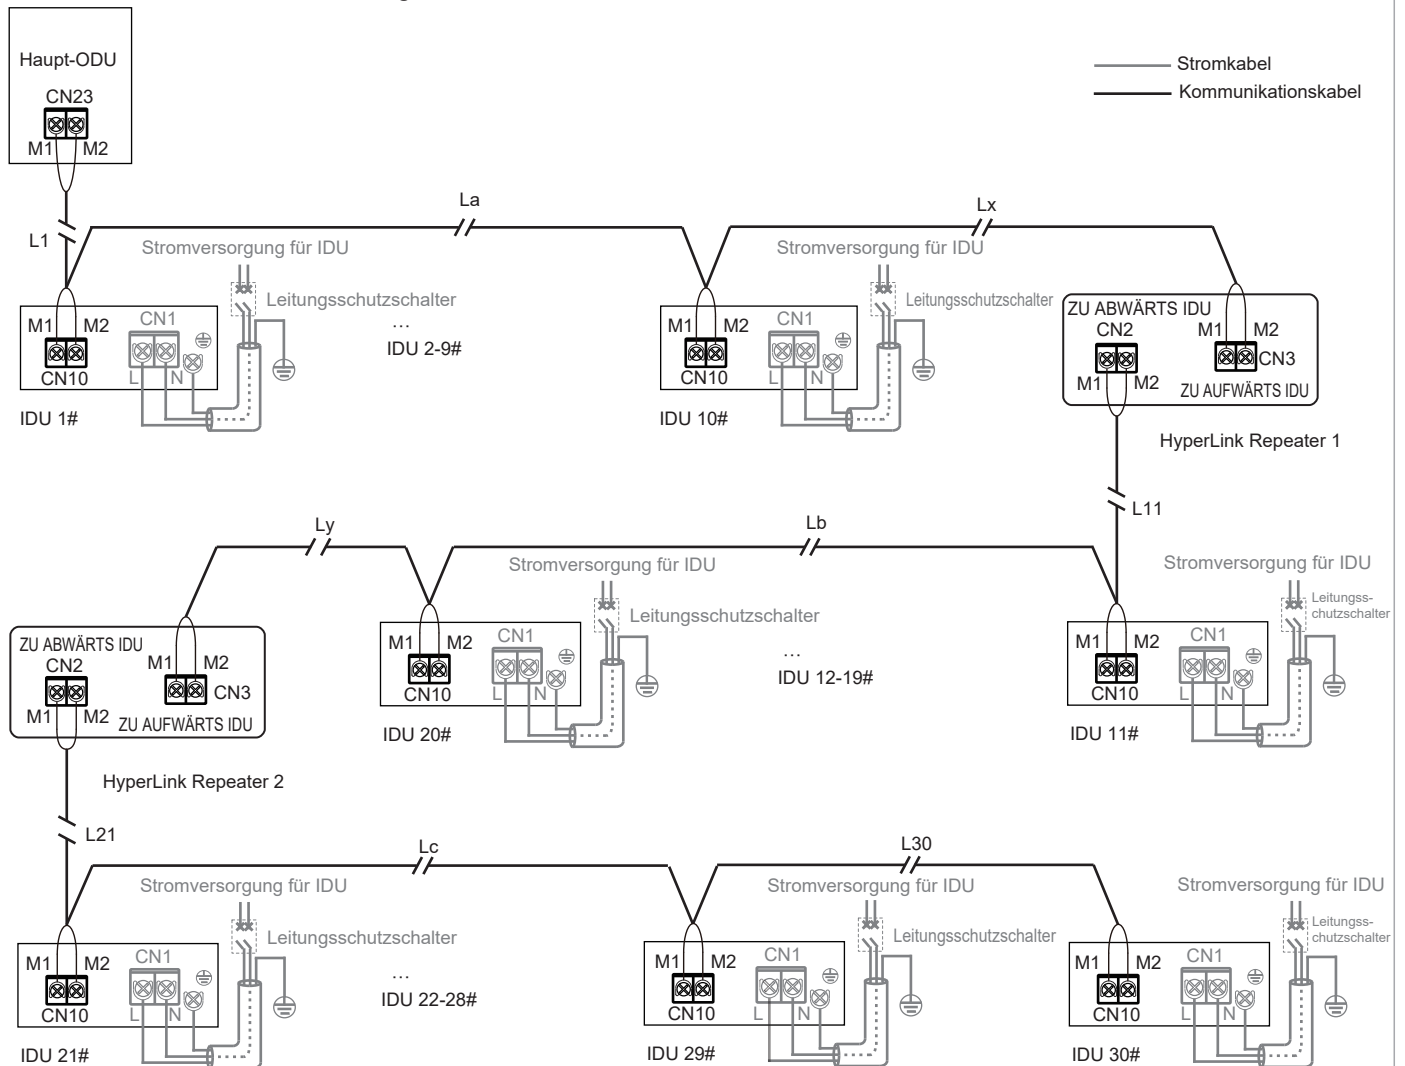 Haupt-ODU
CN23
M1 M2
Stromkabel
Kommunikationskabel
L1
La
Lx
Stromversorgung für IDU
Leitungsschutzschalter
M1 M2
CN1
CN10
L N
IDU 1#
...
IDU 2-9#
Stromversorgung für IDU
Leitungsschutzschalter
M1 M2
CN1
CN10
L N
IDU 10#
ZU ABWÄRTS IDU
CN2
M1 M2
M1 M2
CN3
ZU AUFWÄRTS IDU
HyperLink Repeater 1
L11
Ly
Lb
ZU ABWÄRTS IDU
CN2
M1 M2
M1 M2
CN3
ZU AUFWÄRTS IDU
HyperLink Repeater 2
Stromversorgung für IDU
Leitungsschutzschalter
M1 M2
CN1
CN10
L N
IDU 20#
...
IDU 12-19#
Stromversorgung für IDU
Leitungss-
chutzschalter
M1 M2
CN1
CN10
L N
IDU 11#
L21
Lc
L30
Stromversorgung für IDU
Leitungsschutzschalter
M1 M2
CN1
CN10
L N
IDU 21#
...
IDU 22-28#
Stromversorgung für IDU
Leitungsschutzschalter
M1 M2
CN1
CN10
L N
IDU 29#
Stromversorgung für IDU
Leitungss-
chutzschalter
M1 M2
CN1
CN10
L N
IDU 30#